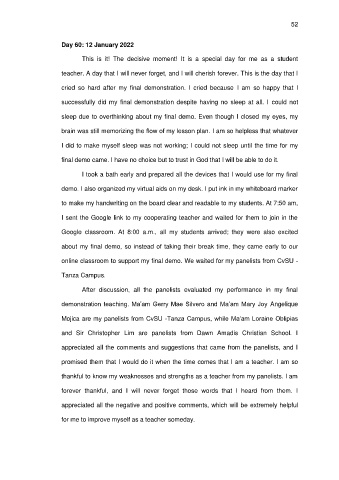 52
Day 60: 12 January 2022
This is it! The decisive moment! It is a special day for me as a student
teacher. A day that I will never forget, and I will cherish forever. This is the day that I
cried so hard after my final demonstration. I cried because I am so happy that I
successfully did my final demonstration despite having no sleep at all. I could not
sleep due to overthinking about my final demo. Even though I closed my eyes, my
brain was still memorizing the flow of my lesson plan. I am so helpless that whatever
I did to make myself sleep was not working; I could not sleep until the time for my
final demo came. I have no choice but to trust in God that I will be able to do it.
I took a bath early and prepared all the devices that I would use for my final
demo. I also organized my virtual aids on my desk. I put ink in my whiteboard marker
to make my handwriting on the board clear and readable to my students. At 7:50 am,
I sent the Google link to my cooperating teacher and waited for them to join in the
Google classroom. At 8:00 a.m., all my students arrived; they were also excited
about my final demo, so instead of taking their break time, they came early to our
online classroom to support my final demo. We waited for my panelists from CvSU -
Tanza Campus.
After discussion, all the panelists evaluated my performance in my final
demonstration teaching. Ma'am Gerry Mae Silvero and Ma'am Mary Joy Angelique
Mojica are my panelists from CvSU -Tanza Campus, while Ma'am Loraine Oblipias
and Sir Christopher Lim are panelists from Dawn Amadis Christian School. I
appreciated all the comments and suggestions that came from the panelists, and I
promised them that I would do it when the time comes that I am a teacher. I am so
thankful to know my weaknesses and strengths as a teacher from my panelists. I am
forever thankful, and I will never forget those words that I heard from them. I
appreciated all the negative and positive comments, which will be extremely helpful
for me to improve myself as a teacher someday.